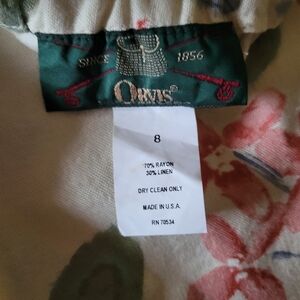 SINCE 1856
ORVIS®
8
70% RAYON
30% LINEN
DRY CLEAN ONLY
MADE IN U.S.A.
RN 70534